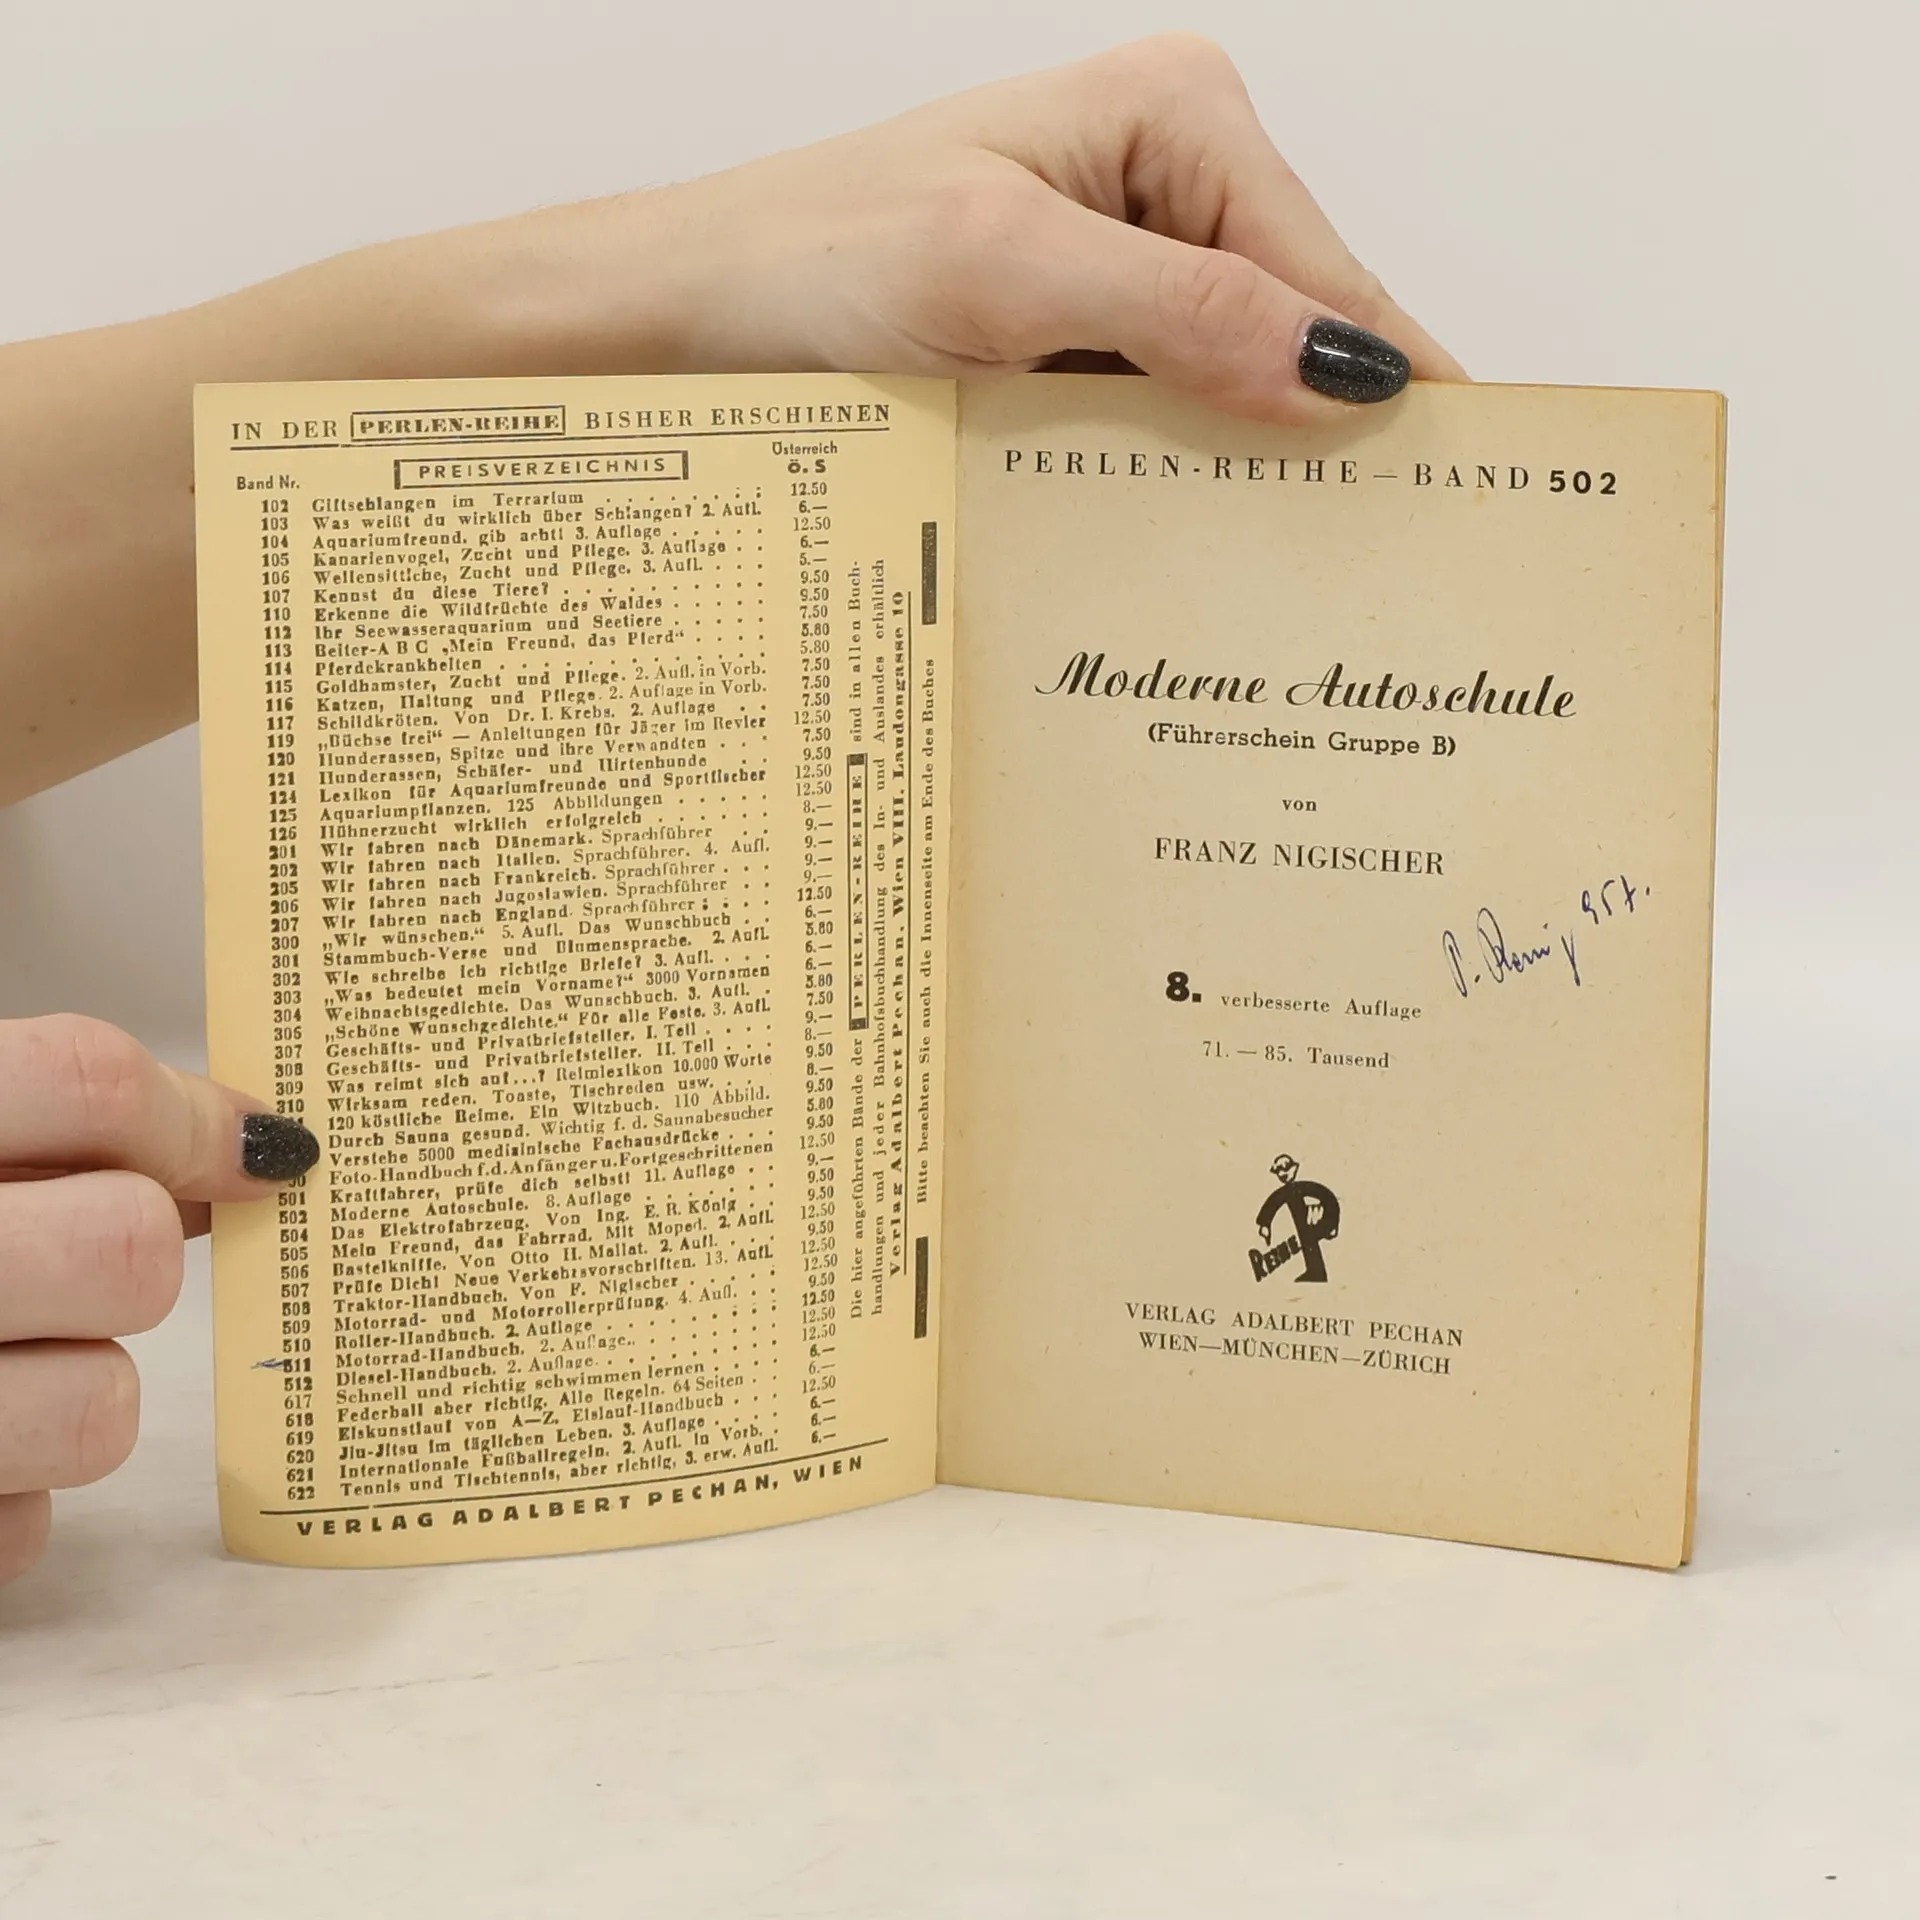 IN DER PERLEN-REIHE BISHER ERSCHIENEN
PREISVERZEICHNIS
Österreich
Band Nr.
ö. S
102 Giftschlangen im Terrarium . . . . . . . . 12.50
103 Was weißt du wirklich über Schlangen? 2. Aufl. 6.—
104 Aquariumfreund, gib acht! 3. Auflage . . . . . 12.50
105 Kanarienvogel, Zucht und Pflege. 3. Auflage . . 6.—
106 Wellensittiche, Zucht und Pflege. 3. Aufl. . . . 5.—
107 Kennst du diese Tiere? . . . . . . . . . 9.50
110 Erkenne die Wildfrüchte des Waldes . . . . . 9.50
112 Ihr Seewasseraquarium und Seetiere . . . . . 7.50
113 Reiter-A B C „Mein Freund, das Pferd“ . . . . 5.80
114 Pferdekrankheiten . . . . . . . . . . . 5.80
115 Goldhamster, Zucht und Pflege. 2. Aufl. in Vorb. 7.50
116 Katzen, Haltung und Pflege. 2. Auflage in Vorb. 7.50
117 Schildkröten. Von Dr. I. Krebs. 2. Auflage . . 7.50
119 „Büchse frei“ — Anleitungen für Jäger im Revier 12.50
120 Hunderassen, Spitze und ihre Verwandten . . . 7.50
121 Hunderassen, Schäfer- und Hirtenhunde . . 9.50
124 Lexikon für Aquariumfreunde und Sportfischer 12.50
125 Aquariumpflanzen. 125 Abbildungen . . . . . 12.50
126 Hühnerzucht wirklich erfolgreich . . . . . . 8.—
201 Wir fahren nach Dänemark. Sprachführer . . 9.—
202 Wir fahren nach Italien. Sprachführer. 4. Aufl. 9.—
205 Wir fahren nach Frankreich. Sprachführer . . . 9.—
206 Wir fahren nach Jugoslawien. Sprachführer . . 9.—
207 Wir fahren nach England. Sprachführer . . . . 12.50
300 „Wir wünschen.“ 5. Aufl. Das Wunschbuch . . 6.—
301 Stammbuch-Verse und Blumensprache. 2. Aufl. 5.80
302 Wie schreibe ich richtige Briefe? 3. Aufl. . . . 6.—
303 „Was bedeutet mein Vorname?“ 3000 Vornamen 6.—
304 Weihnachtsgedichte. Das Wunschbuch. 3. Aufl. . 5.80
306 „Schöne Wunschgedichte.“ Für alle Feste. 3. Aufl. 7.50
307 Geschäfts- und Privatbriefsteller. I. Teil . . . . 9.—
308 Geschäfts- und Privatbriefsteller. II. Teil . . . 8.—
309 Was reimt sich auf...? Reimlexikon 10.000 Worte 9.50
310 Wirksam reden. Toaste, Tischreden usw. . . . 8.—
120 köstliche Reime. Ein Witzbuch. 110 Abbild. 9.50
Durch Sauna gesund. Wichtig f. d. Saunabesucher 5.80
Verstehe 5000 medizinische Fachausdrücke . . . 9.50
Foto-Handbuch f. d. Anfänger u. Fortgeschrittenen 12.50
501 Kraftfahrer, prüfe dich selbst! 11. Auflage . . 9.—
502 Moderne Autoschule. 8. Auflage . . . . . . . 9.50
504 Das Elektrofahrzeug. Von Ing. E. R. König . . 9.50
505 Mein Freund, das Fahrrad. Mit Moped. 2. Aufl. 12.50
506 Bastelkniffe. Von Otto H. Mallat. 2. Aufl. . . . 9.50
507 Prüfe Dich! Neue Verkehrsvorschriften. 13. Aufl. 12.50
508 Traktor-Handbuch. Von F. Nigischer . . . . . 12.50
509 Motorrad- und Motorrollerprüfung. 4. Aufl. . . 9.50
510 Roller-Handbuch. 2. Auflage . . . . . . . . 12.50
511 Motorrad-Handbuch. 2. Auflage . . . . . . . 12.50
512 Diesel-Handbuch. 2. Auflage . . . . . . . . 12.50
617 Schnell und richtig schwimmen lernen . . . . 6.—
618 Federball aber richtig. Alle Regeln. 64 Seiten . . 6.—
619 Eiskunstlauf von A—Z. Eislauf-Handbuch . . . 12.50
620 Jiu-Jitsu im täglichen Leben. 3. Auflage . . . . 6.—
621 Internationale Fußballregeln. 2. Aufl. in Vorb. . 6.—
622 Tennis und Tischtennis, aber richtig, 3. erw. Aufl. 6.—
VERLAG ADALBERT PECHAN, WIEN
Die hier angeführten Bände der PERLEN-REIHE sind in allen Buch-
handlungen und jeder Bahnhofsbuchhandlung des In- und Auslandes erhältlich
Verlag Adalbert Pechan, Wien VIII. Laudongasse 10
Bitte beachten Sie auch die Innenseite am Ende des Buches
PERLEN-REIHE — BAND 502
Moderne Autoschule
(Führerschein Gruppe B)
von
FRANZ NIGISCHER
957.
8. verbesserte Auflage
71. — 85. Tausend
REIHE
VERLAG ADALBERT PECHAN
WIEN—MÜNCHEN—ZÜRICH